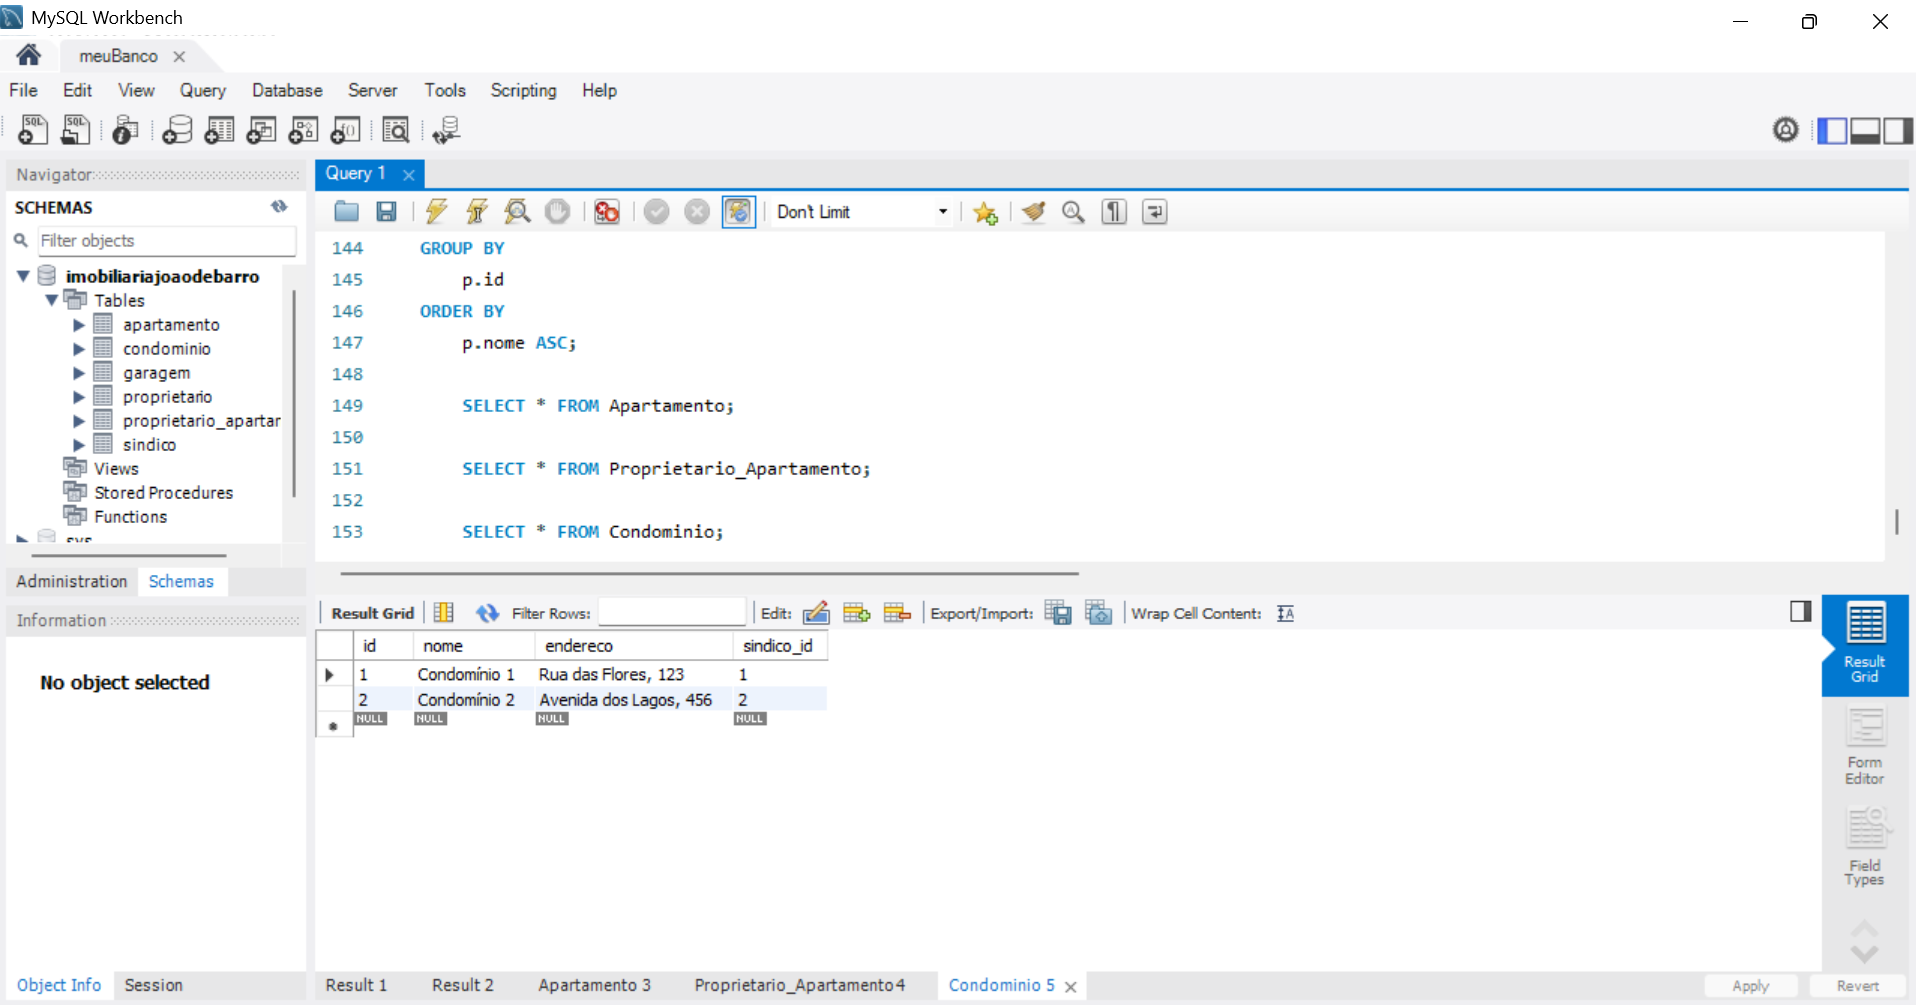 MySQL Workbench
meuBanco
File Edit View Query Database Server Tools Scripting Help
Navigator
SCHEMAS
Filter objects
imobiliariajoaodebarro
Tables
apartamento
condominio
garagem
proprietario
proprietario_apartar
sindico
Views
Stored Procedures
Functions
sys
Administration Schemas
Information
No object selected
Object Info Session
Query 1
Don't Limit
144 GROUP BY
145 p.id
146 ORDER BY
147 p.nome ASC;
148
149 SELECT * FROM Apartamento;
150
151 SELECT * FROM Proprietario_Apartamento;
152
153 SELECT * FROM Condominio;
Result Grid Filter Rows: Edit: Export/Import: Wrap Cell Content:
id nome endereco sindico_id
1 Condomínio 1 Rua das Flores, 123 1
2 Condomínio 2 Avenida dos Lagos, 456 2
NULL NULL NULL NULL
Result
Grid
Form
Editor
Field
Types
Result 1 Result 2 Apartamento 3 Proprietario_Apartamento 4 Condominio 5
Apply Revert